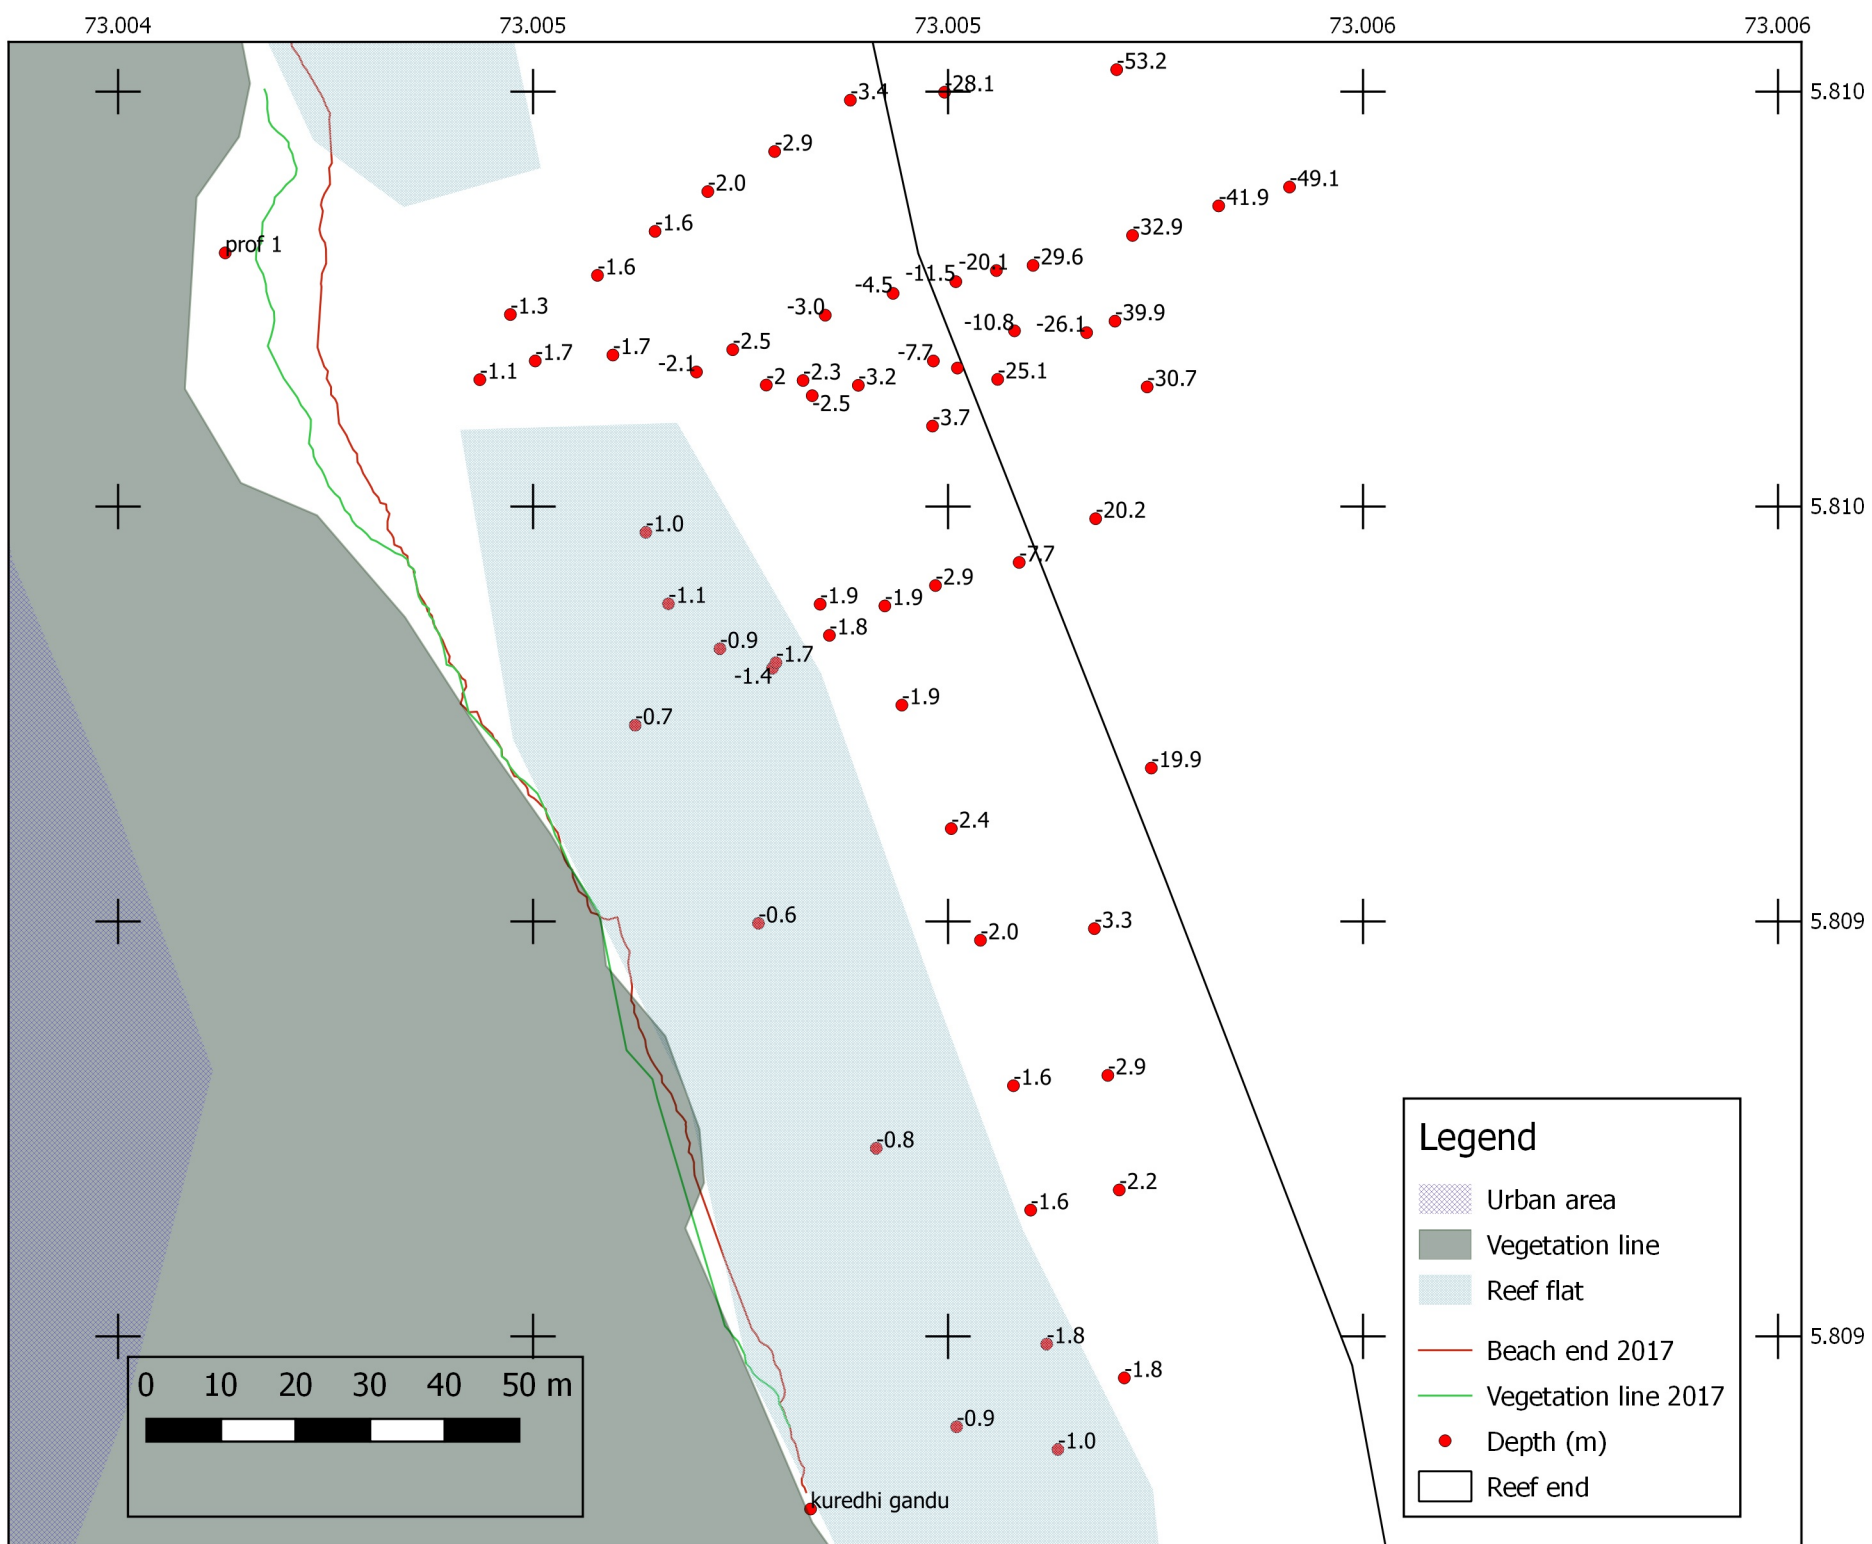 73.004 73.005 73.005 73.006 73.006
-53.2
-3.4 -28.1 5.810
-2.9
-2.0 -49.1
-41.9
-1.6 -32.9
prof 1
-1.6 -11.5 -20.1 -29.6
-4.5
-1.3 -3.0 -10.8 -26.1 -39.9
-1.1 -1.7 -1.7 -2.1 -2.5 -7.7
-2 -2.3 -3.2 -25.1 -30.7
-2.5
-3.7
-1.0 -20.2 5.810
-7.7
-1.1 -1.9 -1.9 -2.9
-0.9 -1.8
-1.7
-1.4
-0.7 -1.9
-19.9
-2.4
-0.6 -2.0 -3.3 5.809
-1.6 -2.9
-0.8
-1.6 -2.2
-1.8 5.809
-1.8
-0.9
-1.0
kuredhi gandu
0 10 20 30 40 50 m
Legend
Urban area
Vegetation line
Reef flat
Beach end 2017
Vegetation line 2017
Depth (m)
Reef end